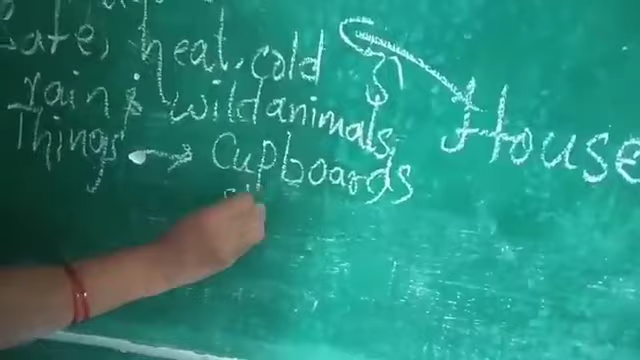 safe, heat, cold
rain & wild animals
House
Things → Cupboards